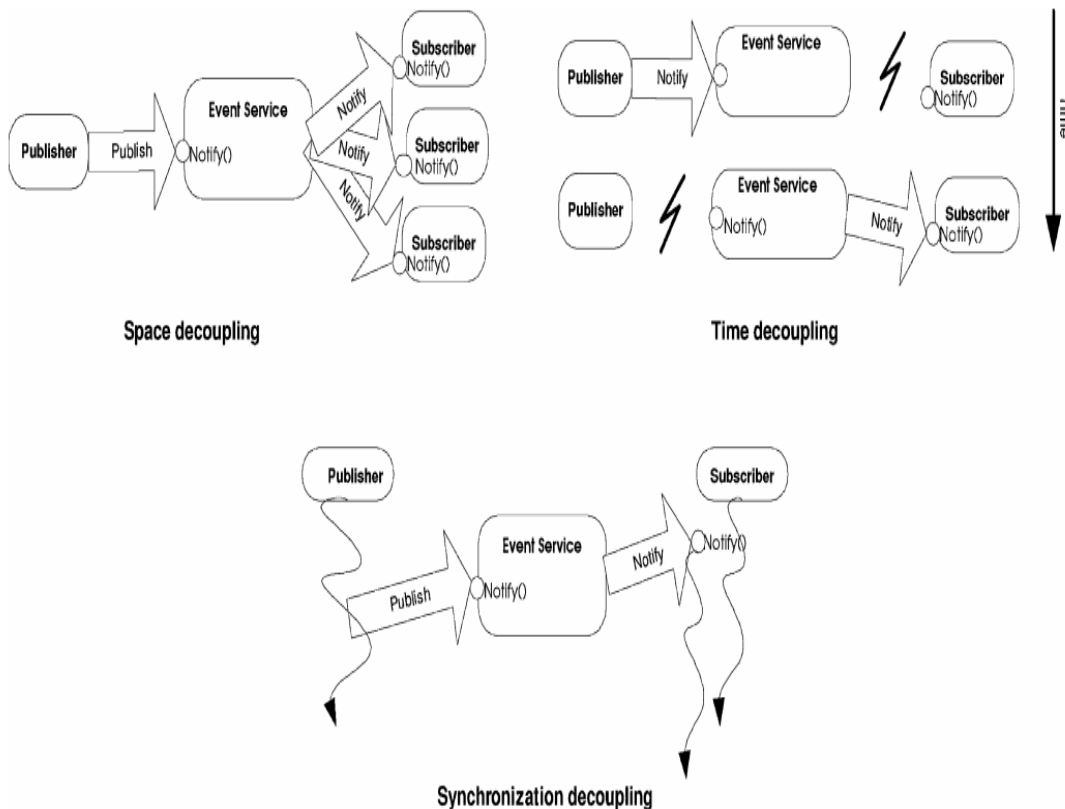 Publisher
Publish
Event Service
Notify()
Notify
Notify
Notify
Subscriber
Notify()
Subscriber
Notify()
Subscriber
Notify()
Space decoupling
Publisher
Notify
Event Service
Subscriber
Notify()
Publisher
Event Service
Notify()
Notify
Subscriber
Notify()
Time decoupling
Publisher
Publish
Event Service
Notify()
Notify
Subscriber
Notify()
Synchronization decoupling